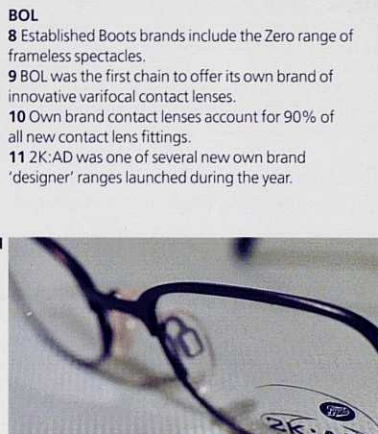 BOL
8 Established Boots brands include the Zero range of
frameless spectacles.
9 BOL was the first chain to offer its own brand of
innovative varifocal contact lenses.
10 Own brand contact lenses account for 90% of
all new contact lens fittings.
11 2K:AD was one of several new own brand
‘designer’ ranges launched during the year.
Boots
2K:A